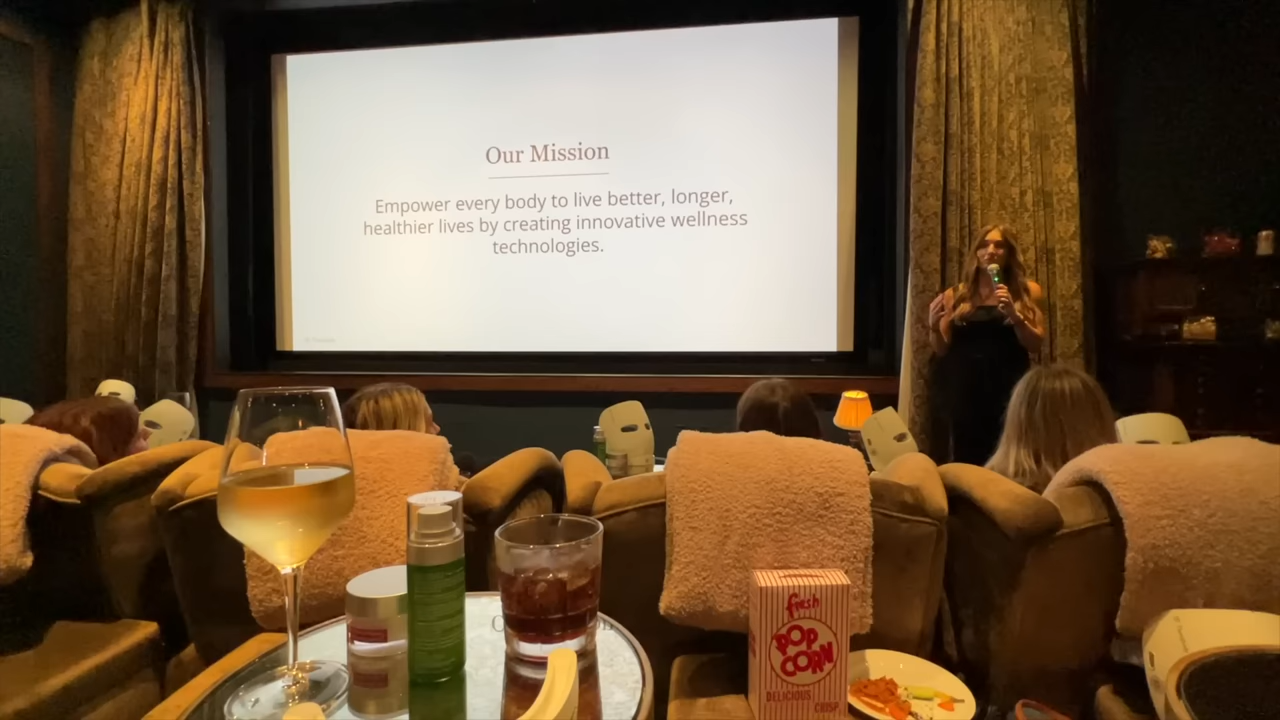 Our Mission
Empower every body to live better, longer,
healthier lives by creating innovative wellness
technologies.
fresh
POP
CORN
DELICIOUS
CRISP